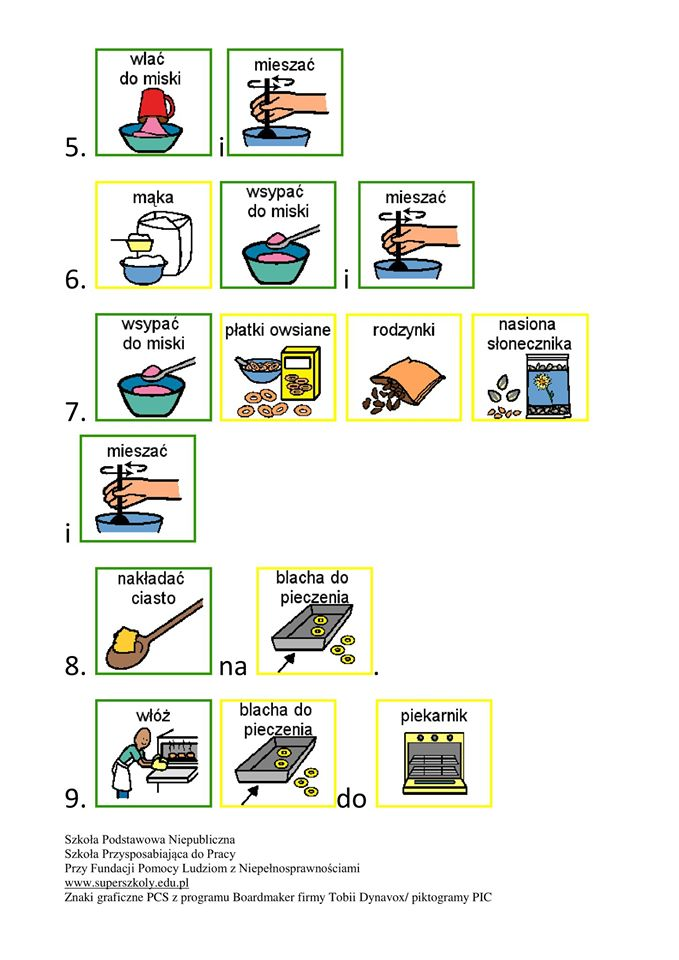 wlać
do miski
mieszać
5. i
mąka
wsypać
do miski
mieszać
6. i
wsypać
do miski
płatki owsiane
rodzynki
nasiona
słonecznika
7.
mieszać
i
nakładać
ciasto
blacha do
pieczenia
8. na .
włóż
blacha do
pieczenia
piekarnik
9. do
Szkoła Podstawowa Niepubliczna
Szkoła Przysposabiająca do Pracy
Przy Fundacji Pomocy Ludziom z Niepełnosprawnościami
www.superszkoly.edu.pl
Znaki graficzne PCS z programu Boardmaker firmy Tobii Dynavox/ piktogramy PIC